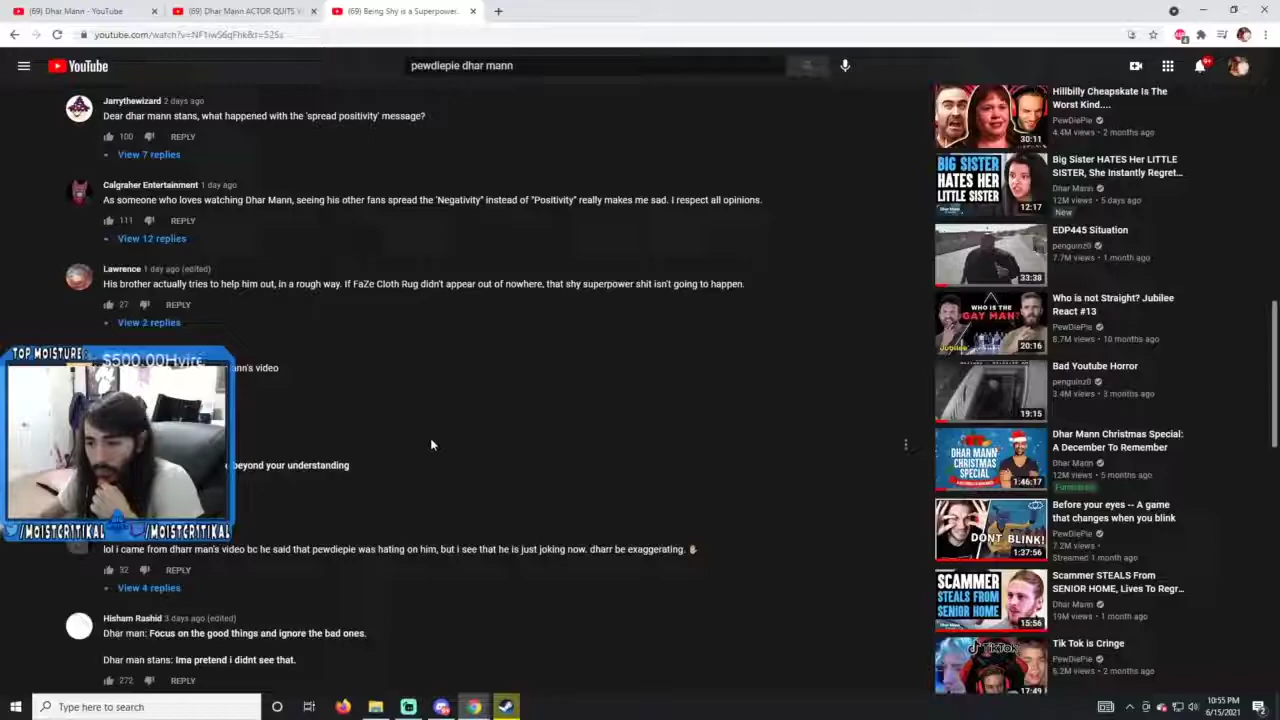 (69) Dhar Mann - YouTube
(69) Dhar Mann ACTOR QUITS
(69) Being Shy is a Superpower.
YouTube
pewdiepie dhar mann
9+
Jarrythewizard 2 days ago
Dear dhar mann stans, what happened with the 'spread positivity' message?
100 REPLY
View 7 replies
Calgraher Entertainment 1 day ago
As someone who loves watching Dhar Mann, seeing his other fans spread the 'Negativity" instead of "Positivity" really makes me sad. I respect all opinions.
111 REPLY
View 12 replies
Lawrence 1 day ago (edited)
His brother actually tries to help him out, in a rough way. If FaZe Cloth Rug didn't appear out of nowhere, that shy superpower shit isn't going to happen.
27 REPLY
View 2 replies
TOP MOISTURE
$500.00
ann's video
beyond your understanding
/MOISTCR1TIKAL
/MOISTCR1TIKAL
lol i came from dharr man's video bc he said that pewdiepie was hating on him, but i see that he is just joking now. dharr be exaggerating.
32 REPLY
View 4 replies
Hisham Rashid 3 days ago (edited)
Dhar man: Focus on the good things and ignore the bad ones.
Dhar man stans: Ima pretend i didnt see that.
272 REPLY
30:11
Hillbilly Cheapskate Is The
Worst Kind....
PewDiePie
4.4M views • 2 months ago
BIG SISTER
HATES HER
LITTLE SISTER
12:17
Big Sister HATES Her LITTLE
SISTER, She Instantly Regret...
Dhar Mann
12M views • 5 days ago
New
33:38
EDP445 Situation
penguinz0
7.7M views • 1 month ago
WHO IS THE
GAY MAN?
Jubilee
20:16
Who is not Straight? Jubilee
React #13
PewDiePie
8.7M views • 10 months ago
19:15
Bad Youtube Horror
penguinz0
3.4M views • 3 months ago
DHAR MANN
CHRISTMAS
SPECIAL
1:46:17
Dhar Mann Christmas Special:
A December To Remember
Dhar Mann
12M views • 5 months ago
Fundraiser
DONT BLINK!
1:37:56
Before your eyes -- A game
that changes when you blink
PewDiePie
7.2M views •
Streamed 1 month ago
SCAMMER
STEALS FROM
SENIOR HOME
15:56
Scammer STEALS From
SENIOR HOME, Lives To Regr...
Dhar Mann
19M views • 1 month ago
TikTok
17:49
Tik Tok is Cringe
PewDiePie
6.2M views • 2 months ago
Type here to search
10:55 PM
6/15/2021
2